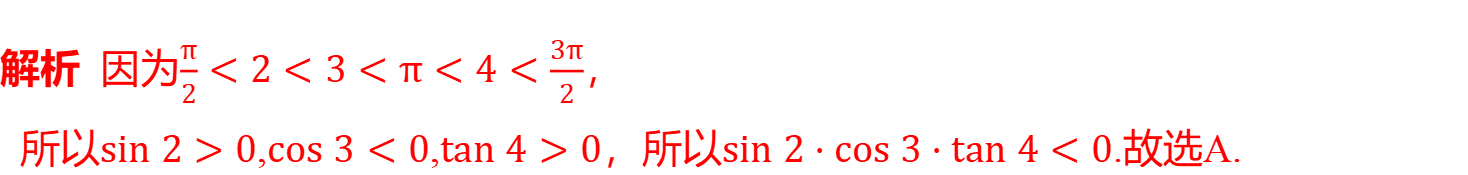 解析 因为π/2 < 2 < 3 < π < 4 < 3π/2,
所以sin 2 > 0,cos 3 < 0,tan 4 > 0，所以sin 2 · cos 3 · tan 4 < 0.故选A.